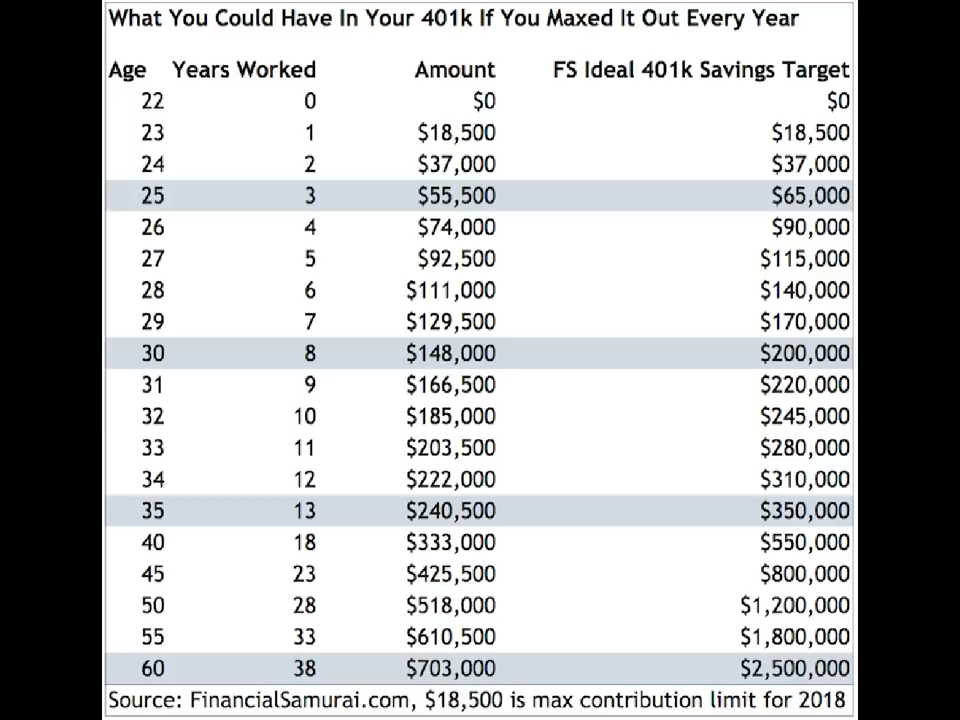 What You Could Have In Your 401k If You Maxed It Out Every Year
Age Years Worked Amount FS Ideal 401k Savings Target
22 0 $0 $0
23 1 $18,500 $18,500
24 2 $37,000 $37,000
25 3 $55,500 $65,000
26 4 $74,000 $90,000
27 5 $92,500 $115,000
28 6 $111,000 $140,000
29 7 $129,500 $170,000
30 8 $148,000 $200,000
31 9 $166,500 $220,000
32 10 $185,000 $245,000
33 11 $203,500 $280,000
34 12 $222,000 $310,000
35 13 $240,500 $350,000
40 18 $333,000 $550,000
45 23 $425,500 $800,000
50 28 $518,000 $1,200,000
55 33 $610,500 $1,800,000
60 38 $703,000 $2,500,000
Source: FinancialSamurai.com, $18,500 is max contribution limit for 2018